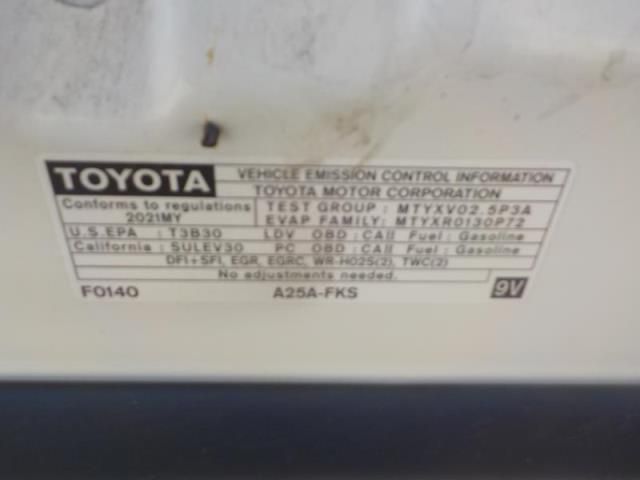 TOYOTA
VEHICLE EMISSION CONTROL INFORMATION
TOYOTA MOTOR CORPORATION
Conforms to regulations
2021MY
TEST GROUP : MTYXV02.5P3A
EVAP FAMILY: MTYXR0130P72
U.S.EPA : T3B30 LDV OBD : CAII Fuel : Gasoline
California : SULEV30 PC OBD : CAII Fuel : Gasoline
DFI+SFI, EGR, EGRC, WR-HO2S(2), TWC(2)
No adjustments needed.
F0140 A25A-FKS 9V